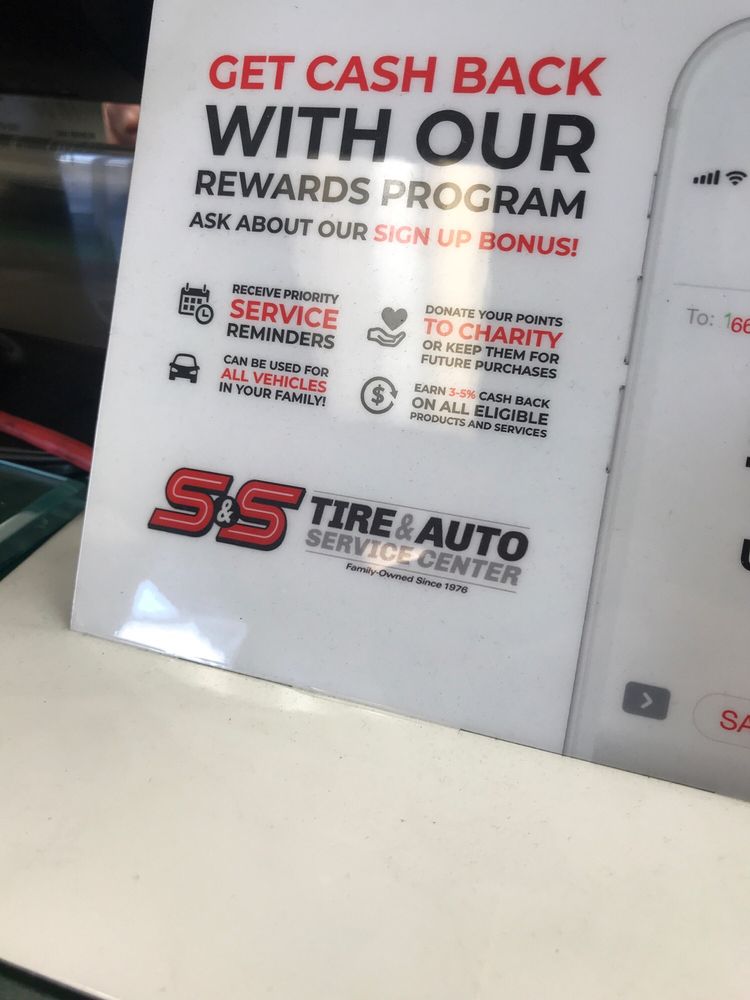 GET CASH BACK
WITH OUR
REWARDS PROGRAM
ASK ABOUT OUR SIGN UP BONUS!
RECEIVE PRIORITY
SERVICE
REMINDERS
DONATE YOUR POINTS
TO CHARITY
OR KEEP THEM FOR
FUTURE PURCHASES
CAN BE USED FOR
ALL VEHICLES
IN YOUR FAMILY!
EARN 3-5% CASH BACK
ON ALL ELIGIBLE
PRODUCTS AND SERVICES
S&S TIRE & AUTO
SERVICE CENTER
Family-Owned Since 1976
To: 166
SA